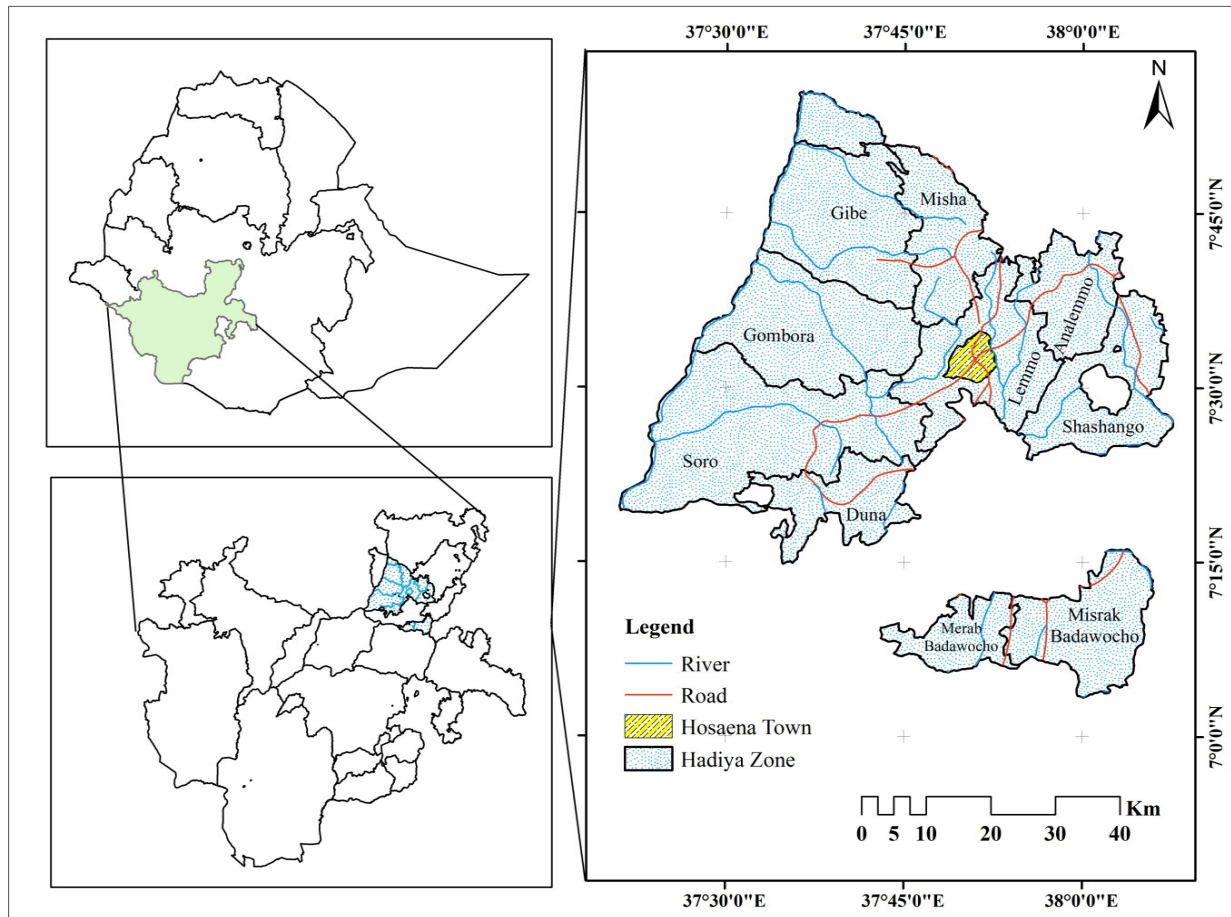 37°30'0"E
37°45'0"E
38°0'0"E
N
Misha
Gibe
7°45'0"N
Gombora
Analemmo
Lemmo
7°30'0"N
Shashango
Soro
Duna
7°15'0"N
Misrak
Badawocho
Merab
Badawocho
Legend
River
Road
Hosaena Town
Hadiya Zone
7°0'0"N
Km
0 5 10 20 30 40
37°30'0"E
37°45'0"E
38°0'0"E